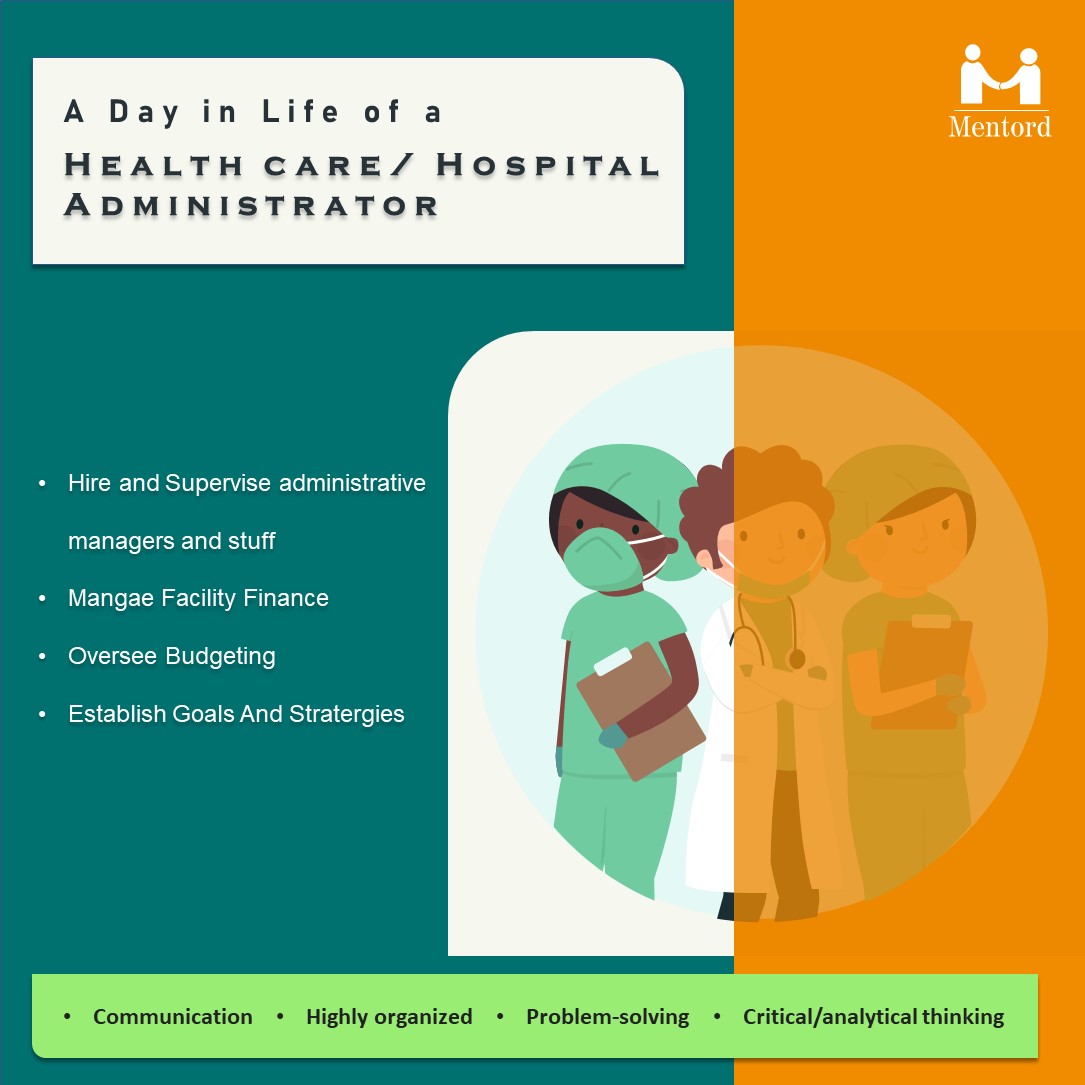 A Day in Life of a
HEALTH CARE/ HOSPITAL
ADMINISTRATOR
Mentord
• Hire and Supervise administrative
managers and stuff
• Mangae Facility Finance
• Oversee Budgeting
• Establish Goals And Stratergies
• Communication • Highly organized • Problem-solving • Critical/analytical thinking